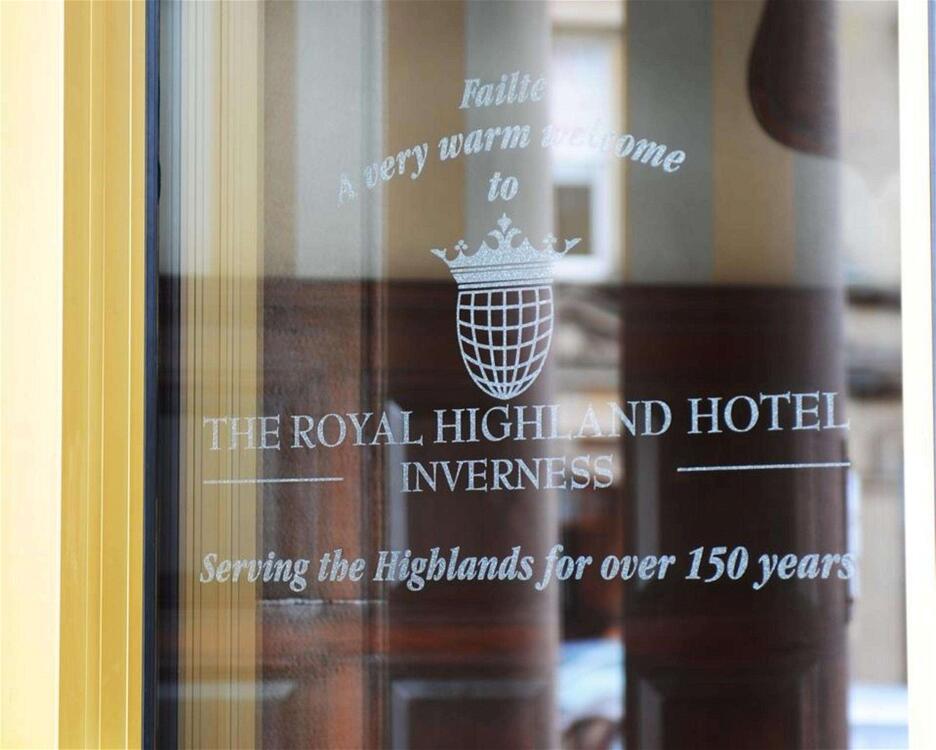 Failte
A very warm welcome
to
THE ROYAL HIGHLAND HOTEL
INVERNESS
Serving the Highlands for over 150 years